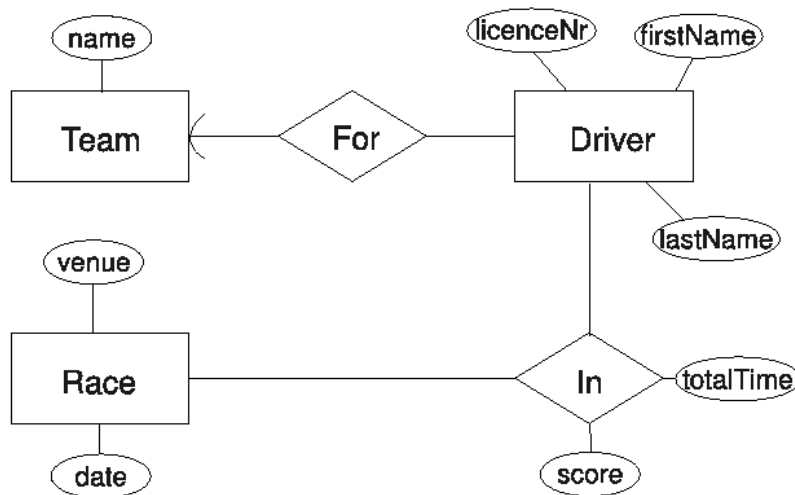 licenceNr
firstName
name
Team
For
Driver
lastName
venue
Race
In
totalTime
date
score